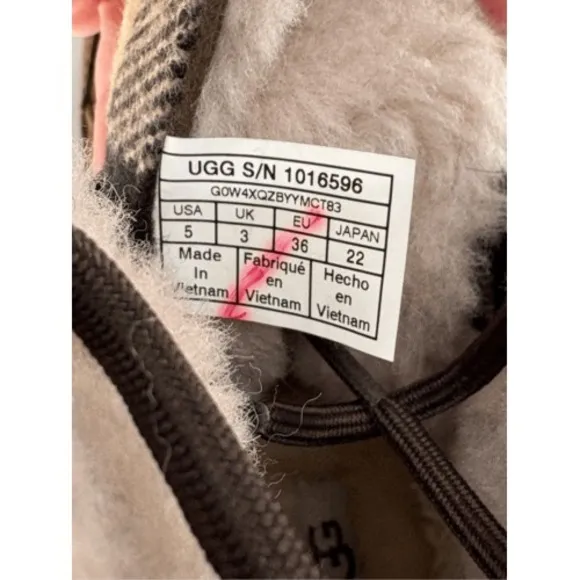 UGG S/N 1016596
G0W4XQZBYYMCT83
USA UK EU JAPAN
5 3 36 22
Made Fabriqué Hecho
In en en
Vietnam Vietnam Vietnam